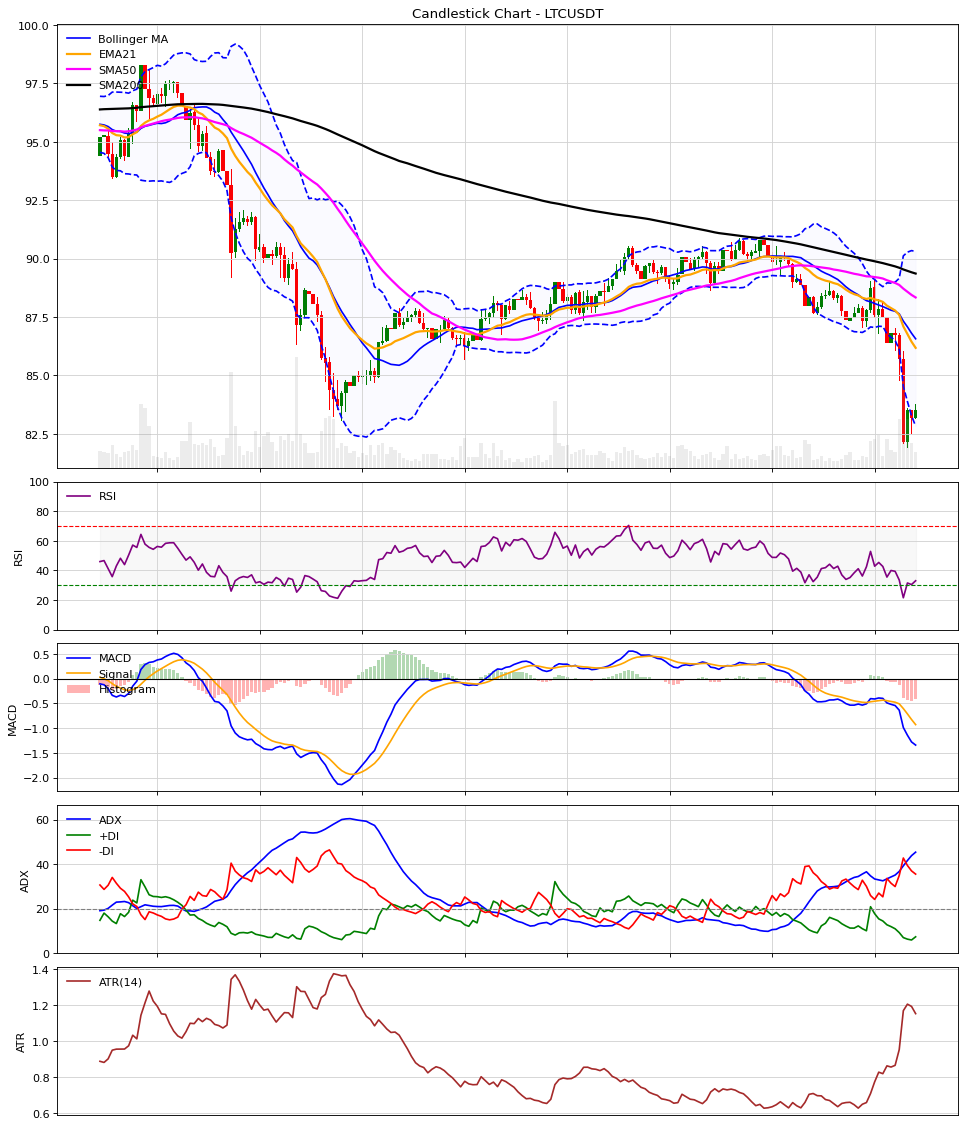 Candlestick Chart - LTCUSDT
100.0
97.5
95.0
92.5
90.0
87.5
85.0
82.5
Bollinger MA
EMA21
SMA50
SMA200
100
80
60
40
20
0
RSI
RSI
0.5
0.0
−0.5
−1.0
−1.5
−2.0
MACD
MACD
Signal
Histogram
60
40
20
0
ADX
ADX
+DI
-DI
1.4
1.2
1.0
0.8
0.6
ATR
ATR(14)